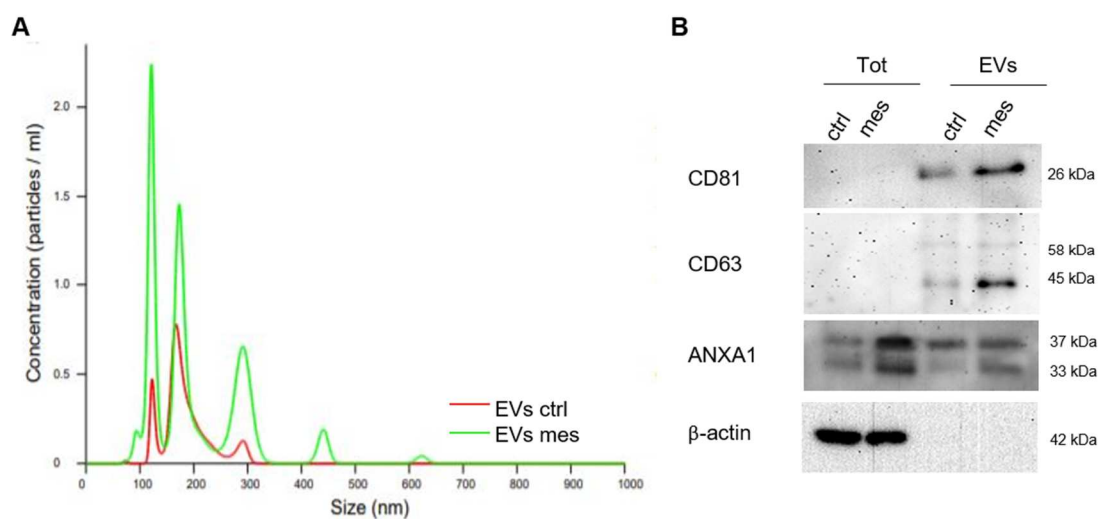 A
Concentration (particles / ml)
2.0
1.5
1.0
0.5
0
0 100 200 300 400 500 600 700 800 900 1000
Size (nm)
EVs ctrl
EVs mes
B
Tot EVs
ctrl mes ctrl mes
CD81 26 kDa
CD63 58 kDa
45 kDa
ANXA1 37 kDa
33 kDa
β-actin 42 kDa